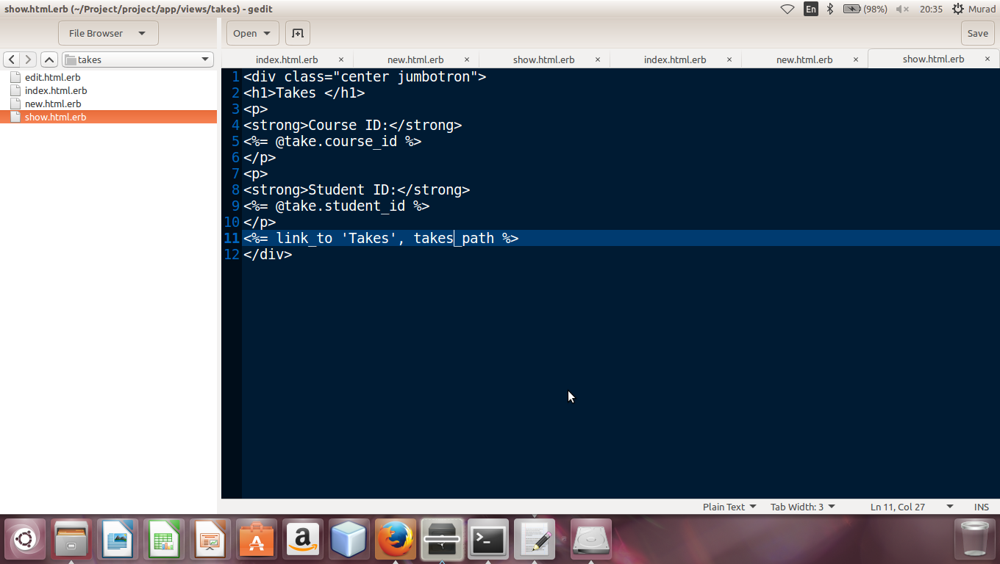 show.html.erb (~/Project/project/app/views/takes) - gedit
En
(98%)
20:35
Murad
File Browser
Open
Save
takes
index.html.erb ×
new.html.erb ×
show.html.erb ×
index.html.erb ×
new.html.erb ×
show.html.erb ×
edit.html.erb
index.html.erb
new.html.erb
show.html.erb
1 <div class="center jumbotron">
2 <h1>Takes </h1>
3 <p>
4 <strong>Course ID:</strong>
5 <%= @take.course_id %>
6 </p>
7 <p>
8 <strong>Student ID:</strong>
9 <%= @take.student_id %>
10 </p>
11 <%= link_to 'Takes', takes_path %>
12 </div>
Plain Text
Tab Width: 3
Ln 11, Col 27
INS